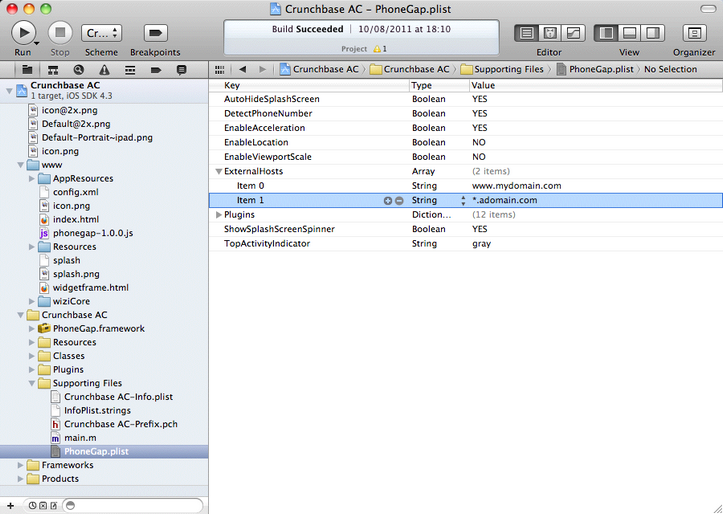 Crunchbase AC - PhoneGap.plist
Run
Stop
Cr...
Scheme
Breakpoints
Build Succeeded | 10/08/2011 at 18:10
Project 1
Editor
View
Organizer
Crunchbase AC
1 target, iOS SDK 4.3
icon@2x.png
Default@2x.png
Default-Portrait~ipad.png
icon.png
www
AppResources
config.xml
icon.png
index.html
phonegap-1.0.0.js
Resources
splash
splash.png
widgetframe.html
wiziCore
Crunchbase AC
PhoneGap.framework
Resources
Classes
Plugins
Supporting Files
Crunchbase AC-Info.plist
InfoPlist.strings
Crunchbase AC-Prefix.pch
main.m
PhoneGap.plist
Frameworks
Products
Crunchbase AC Crunchbase AC Supporting Files PhoneGap.plist No Selection
Key Type Value
AutoHideSplashScreen Boolean YES
DetectPhoneNumber Boolean YES
EnableAcceleration Boolean YES
EnableLocation Boolean NO
EnableViewportScale Boolean NO
ExternalHosts Array (2 items)
Item 0 String www.mydomain.com
Item 1 String *.adomain.com
Plugins Diction... (12 items)
ShowSplashScreenSpinner Boolean YES
TopActivityIndicator String gray